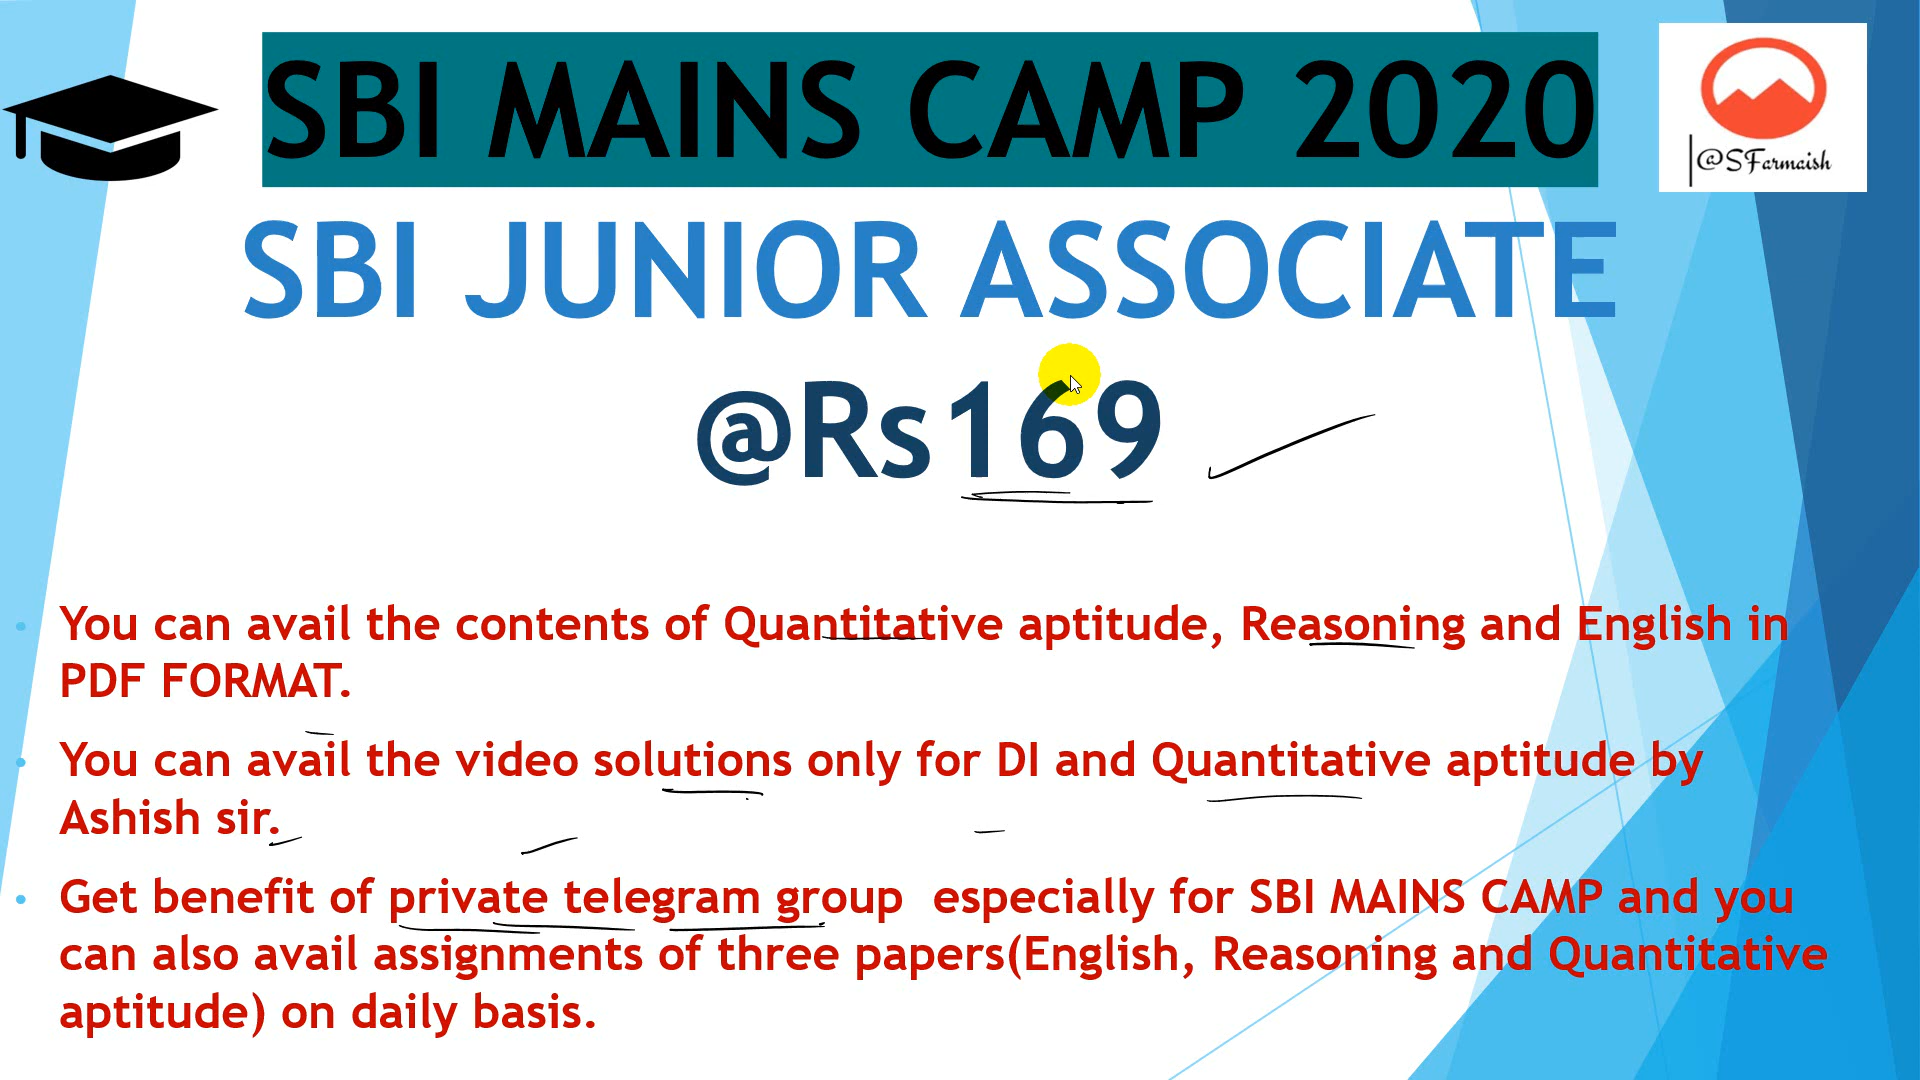 SBI MAINS CAMP 2020
@SFarmaish
SBI JUNIOR ASSOCIATE
@Rs169
You can avail the contents of Quantitative aptitude, Reasoning and English in
PDF FORMAT.
You can avail the video solutions only for DI and Quantitative aptitude by
Ashish sir.
Get benefit of private telegram group especially for SBI MAINS CAMP and you
can also avail assignments of three papers(English, Reasoning and Quantitative
aptitude) on daily basis.